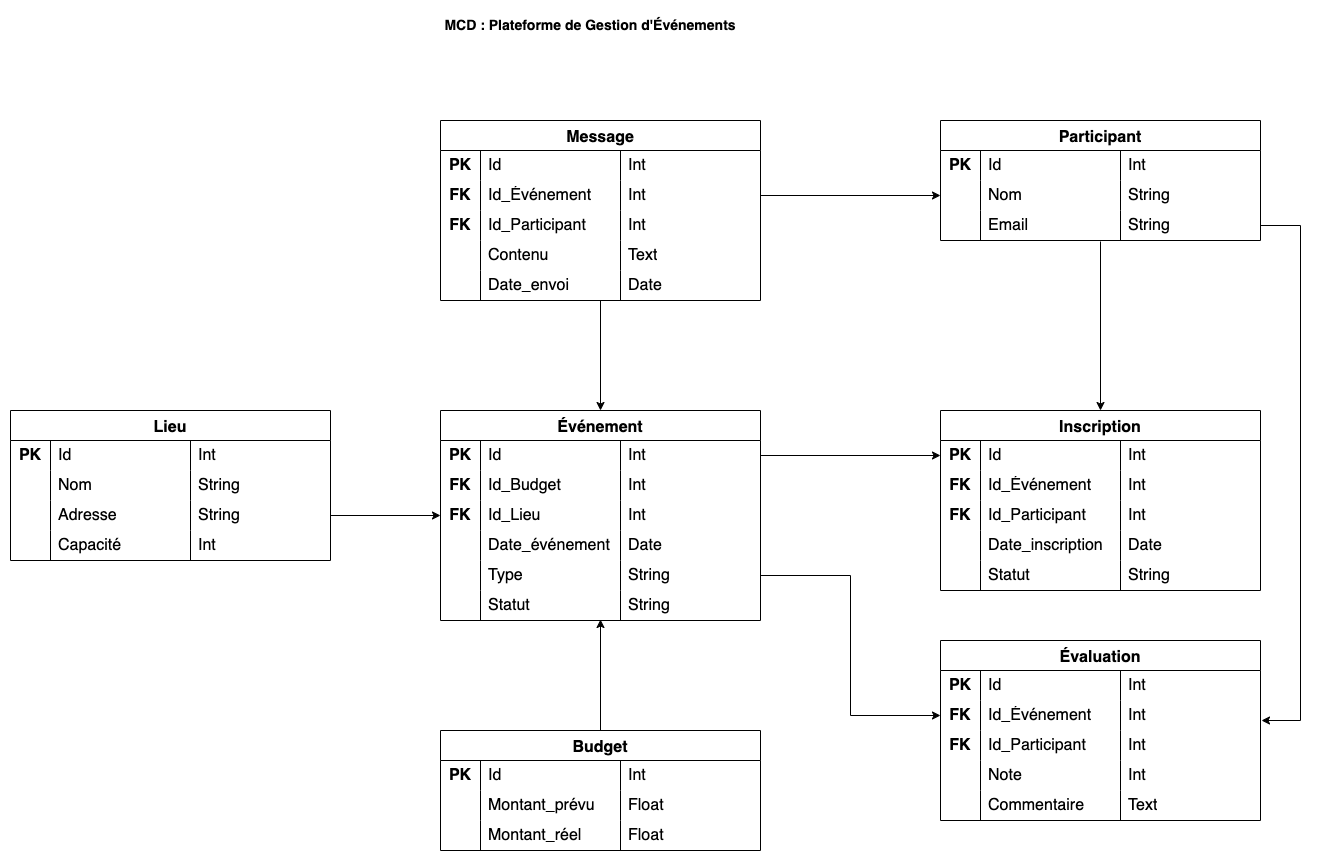 MCD : Plateforme de Gestion d'Événements
Message
PK Id Int
FK Id_Événement Int
FK Id_Participant Int
Contenu Text
Date_envoi Date
Participant
PK Id Int
Nom String
Email String
Lieu
PK Id Int
Nom String
Adresse String
Capacité Int
Événement
PK Id Int
FK Id_Budget Int
FK Id_Lieu Int
Date_événement Date
Type String
Statut String
Inscription
PK Id Int
FK Id_Événement Int
FK Id_Participant Int
Date_inscription Date
Statut String
Évaluation
PK Id Int
FK Id_Événement Int
FK Id_Participant Int
Note Int
Commentaire Text
Budget
PK Id Int
Montant_prévu Float
Montant_réel Float